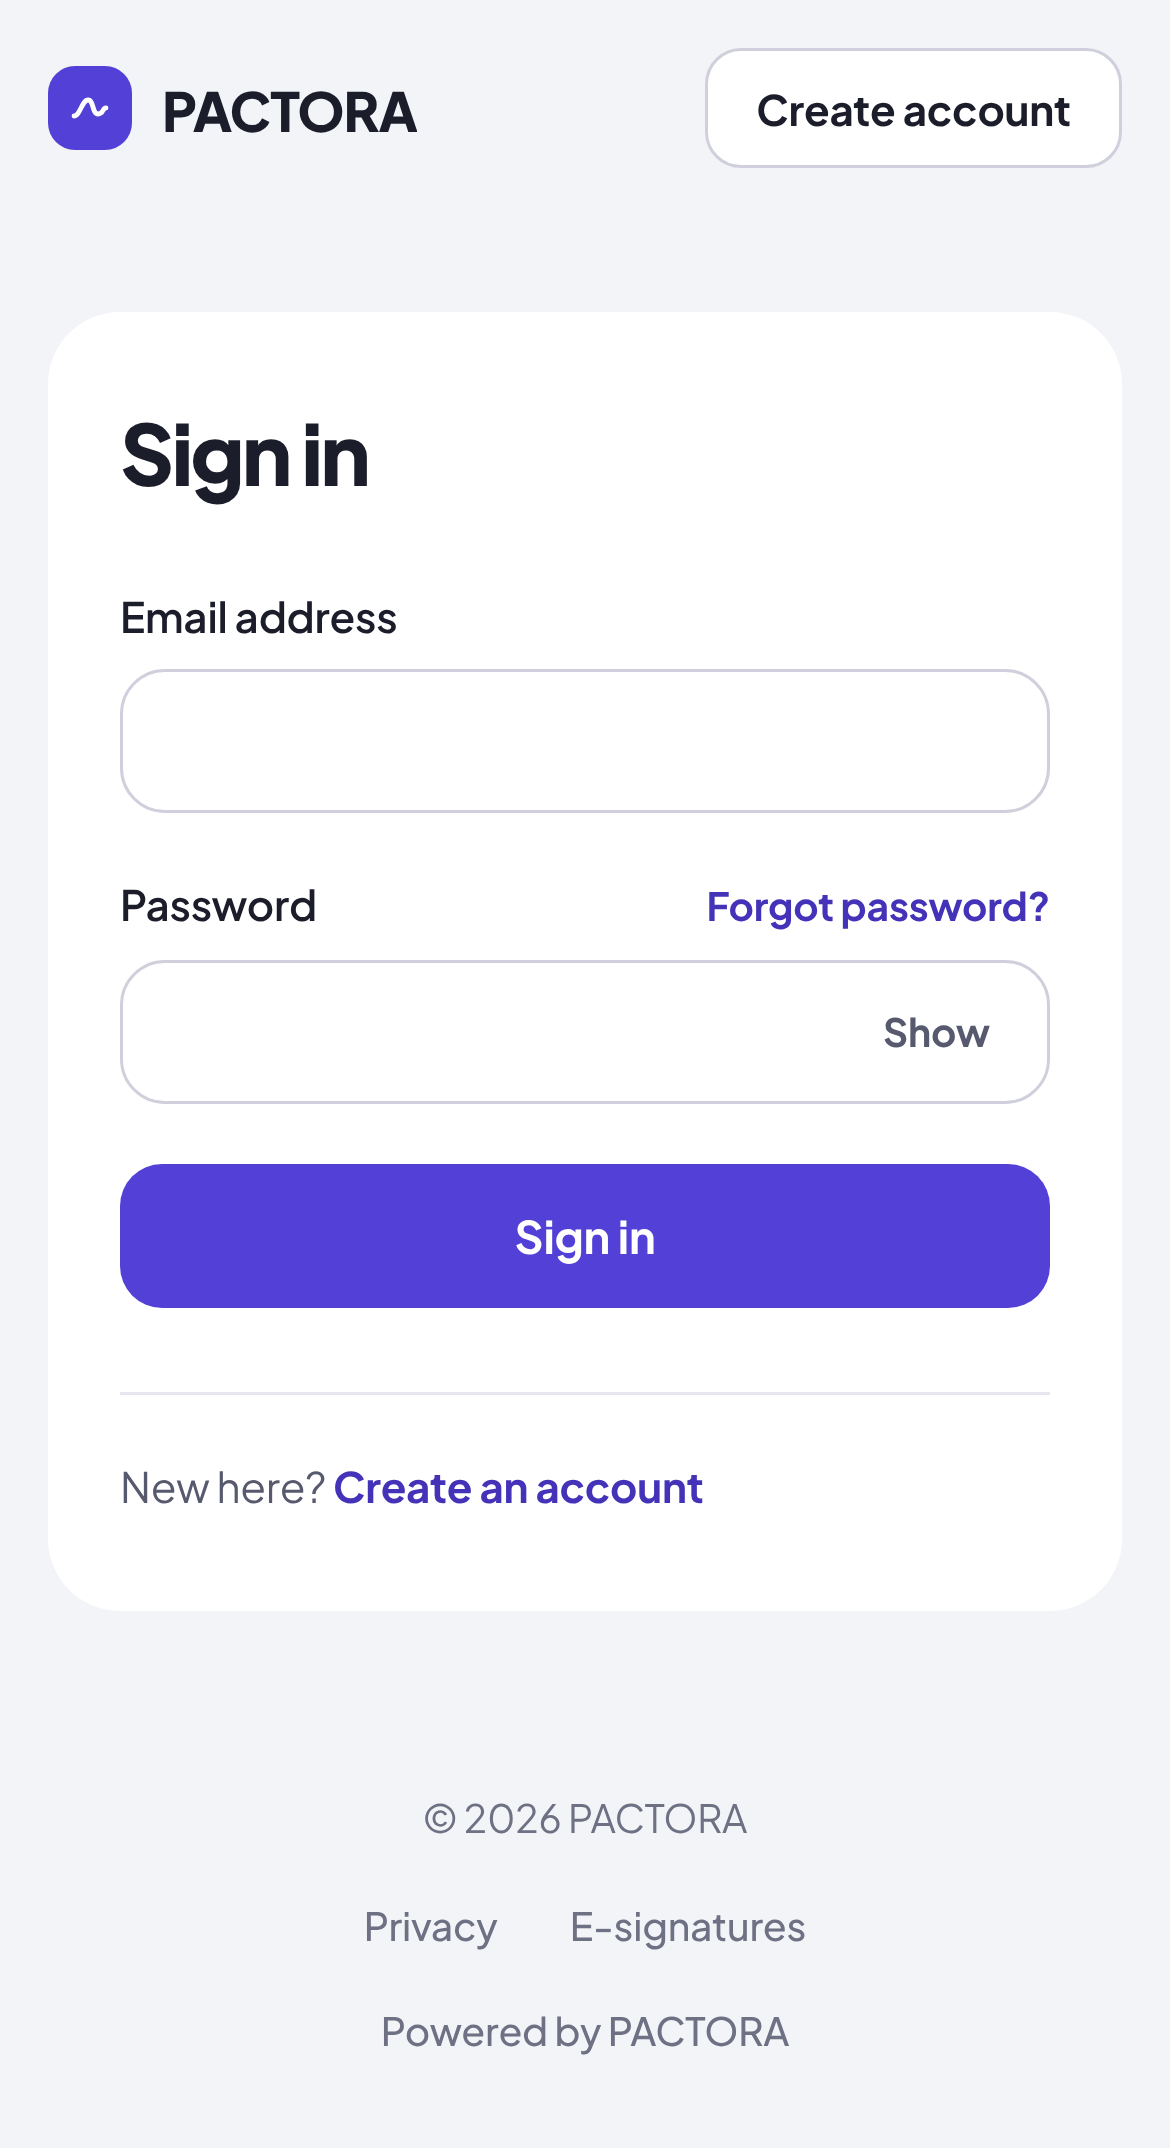 PACTORA
Create account
Sign in
Email address
Password
Forgot password?
Show
Sign in
New here? Create an account
© 2026 PACTORA
Privacy
E-signatures
Powered by PACTORA